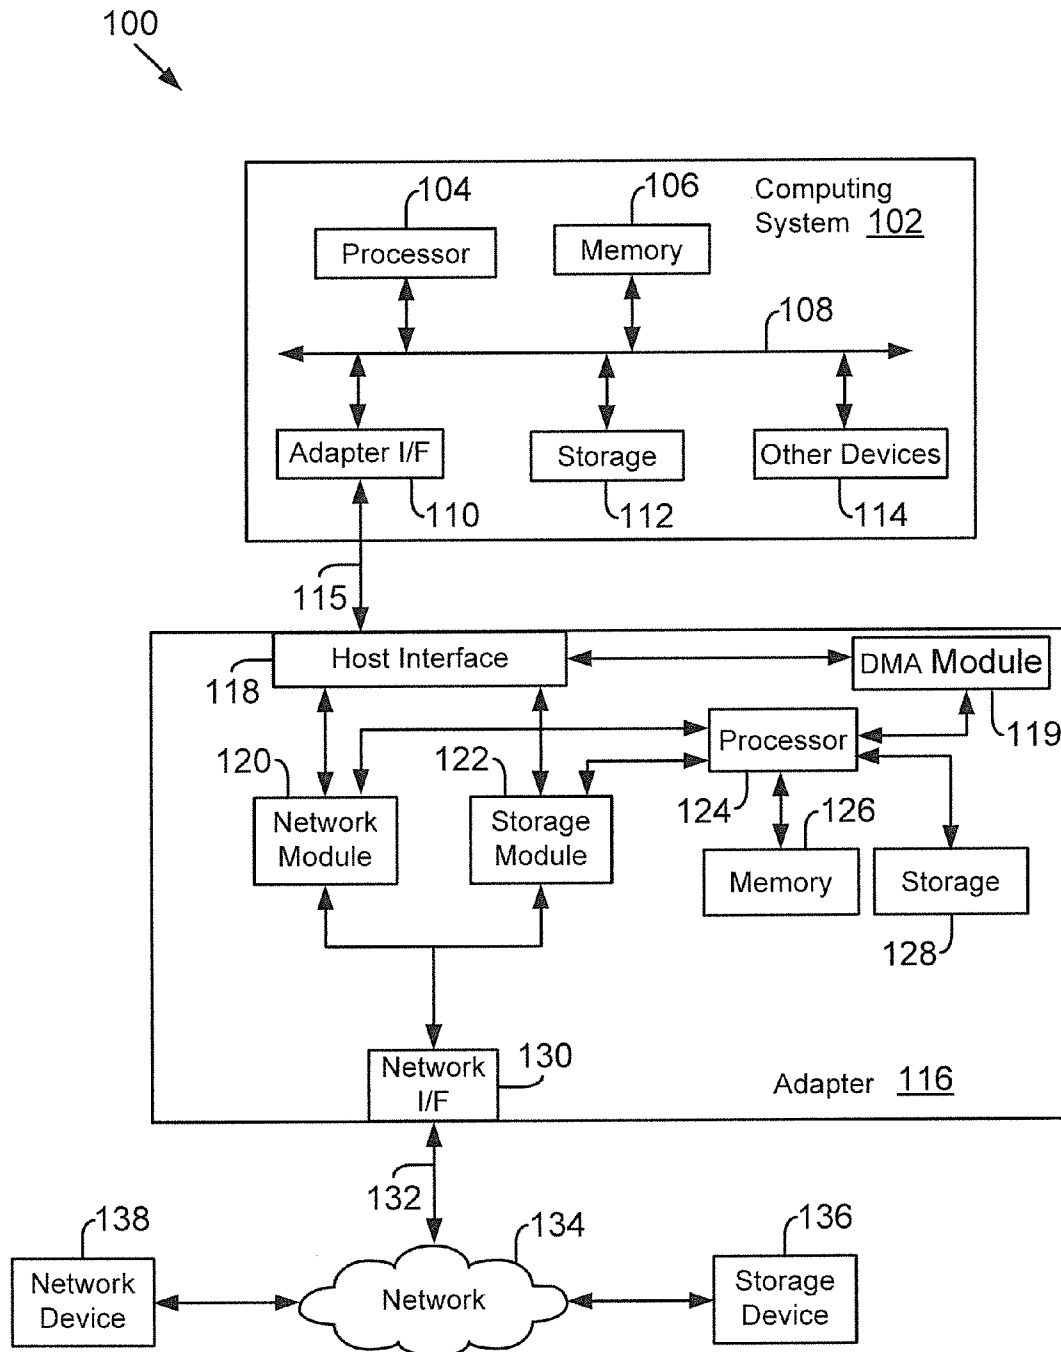 100
104
106
Computing
System 102
Processor
Memory
108
Adapter I/F
Storage
Other Devices
110
112
114
115
Host Interface
DMA Module
118
119
Processor
120
122
124
126
Network
Module
Storage
Module
Memory
Storage
128
Network
I/F
130
Adapter 116
132
138
134
136
Network
Device
Network
Storage
Device